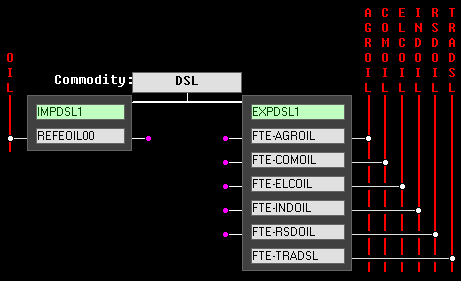 OIL
AGROIL
COMOIL
ELCOIL
INDOIL
RSDOIL
TRADSL
Commodity: DSL
IMPDSL1
REFEOIL00
EXPDSL1
FTE-AGROIL
FTE-COMOIL
FTE-ELCOIL
FTE-INDOIL
FTE-RSDOIL
FTE-TRADSL